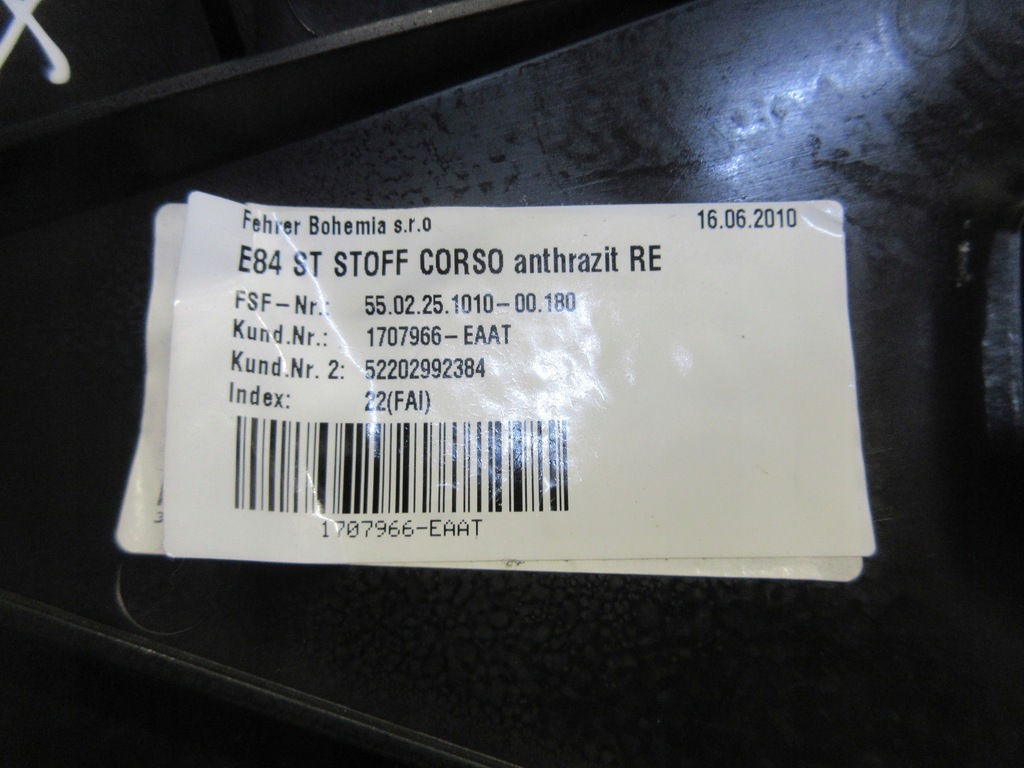 Fehrer Bohemia s.r.o
16.06.2010
E84 ST STOFF CORSO anthrazit RE
FSF-Nr.: 55.02.25.1010-00.180
Kund.Nr.: 1707966-EAAT
Kund.Nr. 2: 52202992384
Index: 22(FAI)
1707966-EAAT